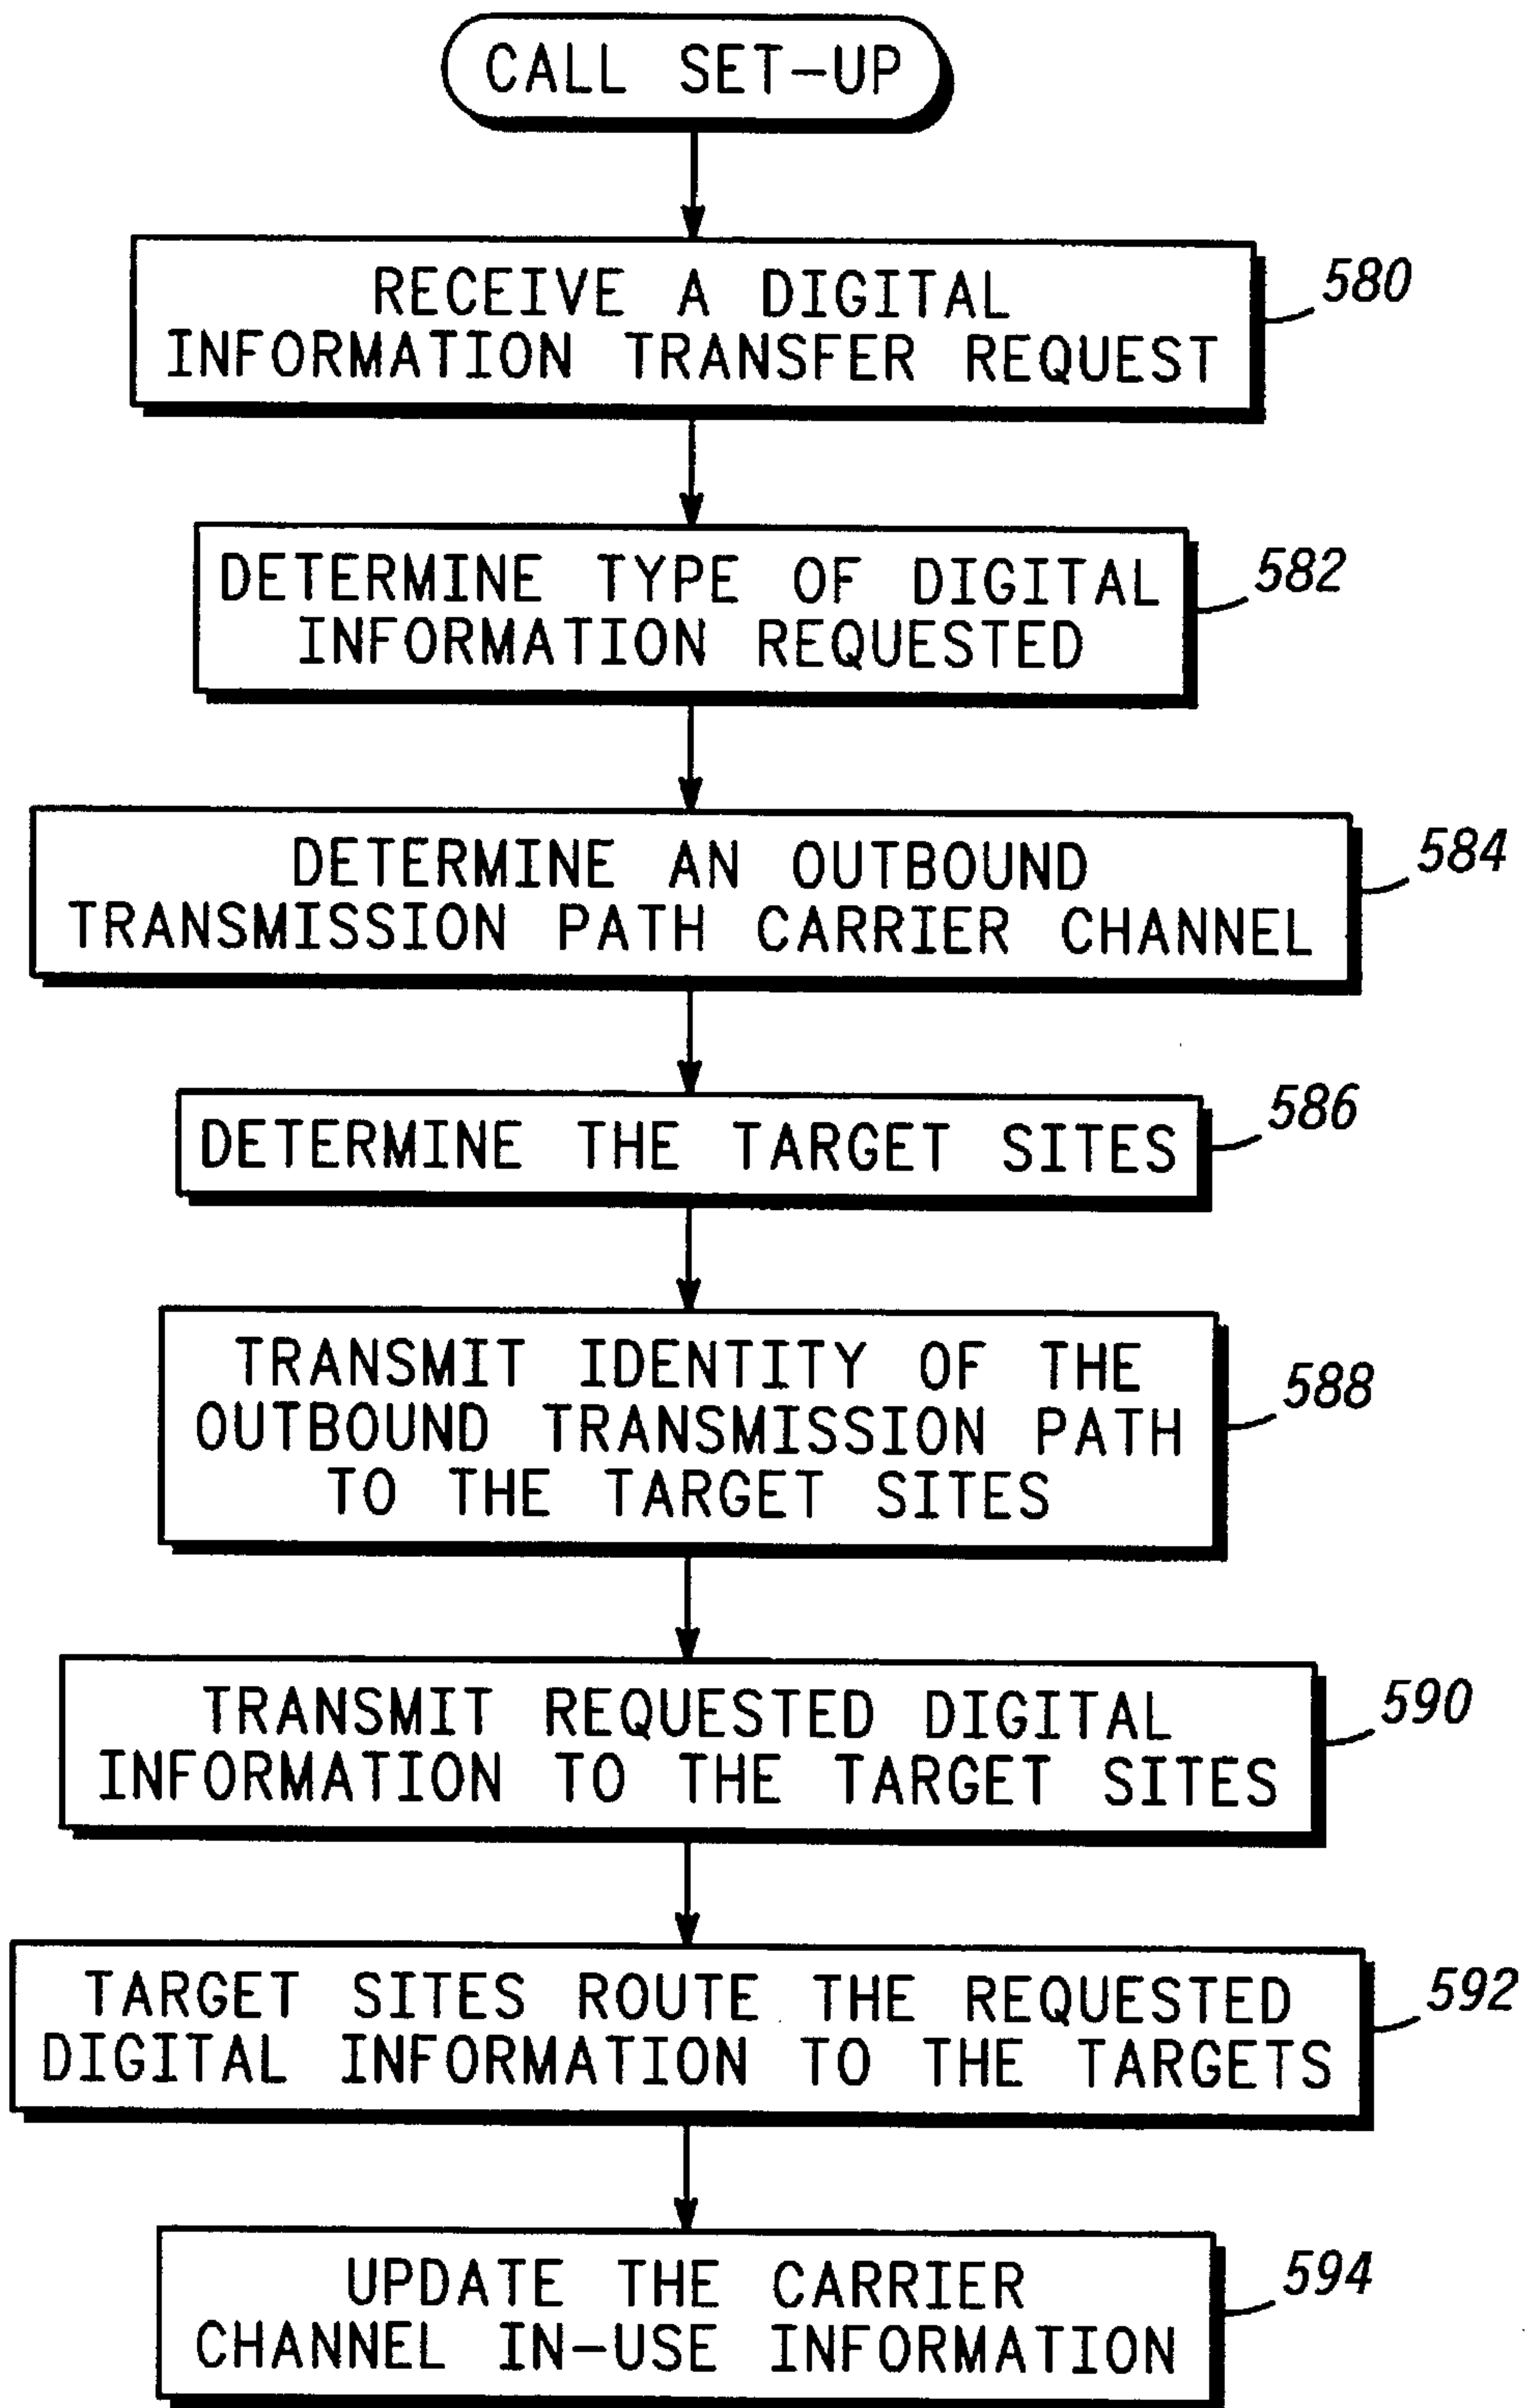 CALL SET-UP
RECEIVE A DIGITAL
INFORMATION TRANSFER REQUEST
580
DETERMINE TYPE OF DIGITAL
INFORMATION REQUESTED
582
DETERMINE AN OUTBOUND
TRANSMISSION PATH CARRIER CHANNEL
584
DETERMINE THE TARGET SITES
586
TRANSMIT IDENTITY OF THE
OUTBOUND TRANSMISSION PATH
TO THE TARGET SITES
588
TRANSMIT REQUESTED DIGITAL
INFORMATION TO THE TARGET SITES
590
TARGET SITES ROUTE THE REQUESTED
DIGITAL INFORMATION TO THE TARGETS
592
UPDATE THE CARRIER
CHANNEL IN-USE INFORMATION
594